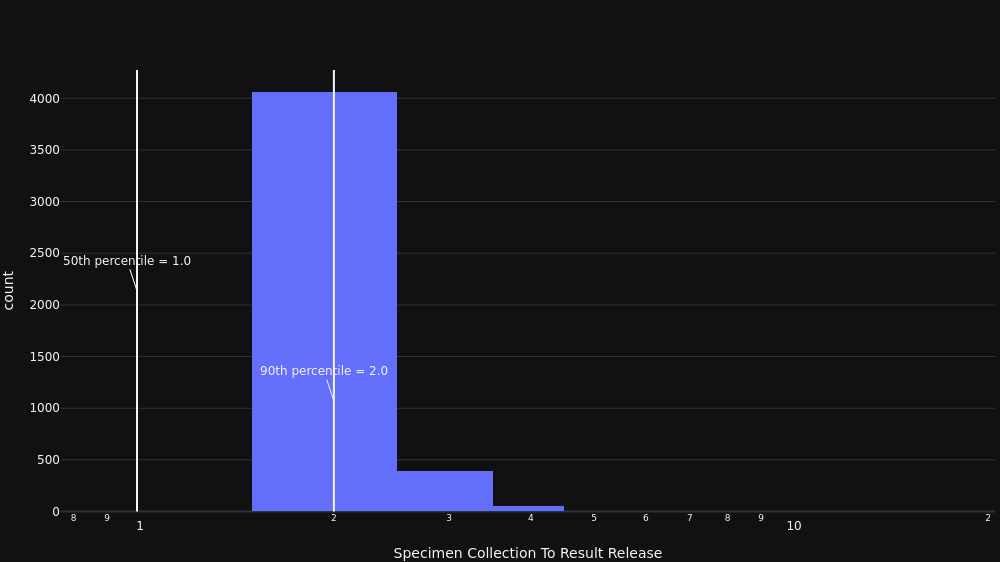 4000
3500
3000
2500
2000
1500
1000
500
0
count
50th percentile = 1.0
90th percentile = 2.0
8 9 1 2 3 4 5 6 7 8 9 10 2
Specimen Collection To Result Release